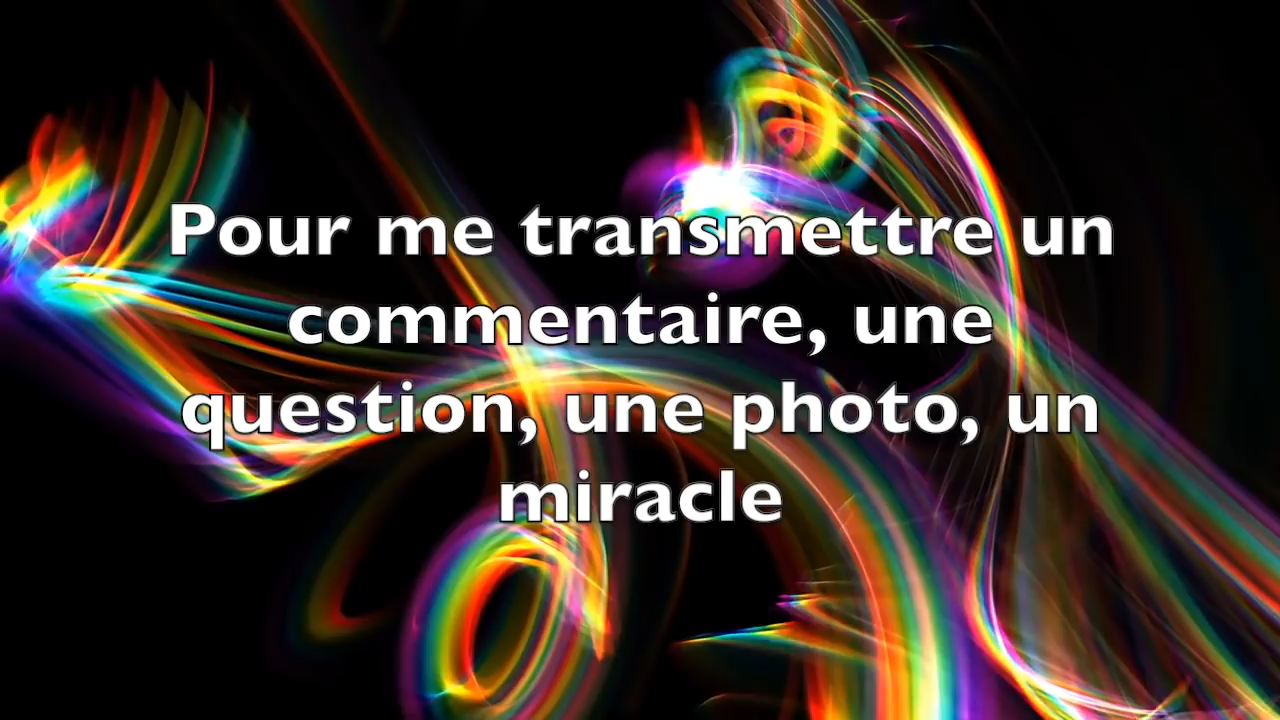 Pour me transmettre un
commentaire, une
question, une photo, un
miracle